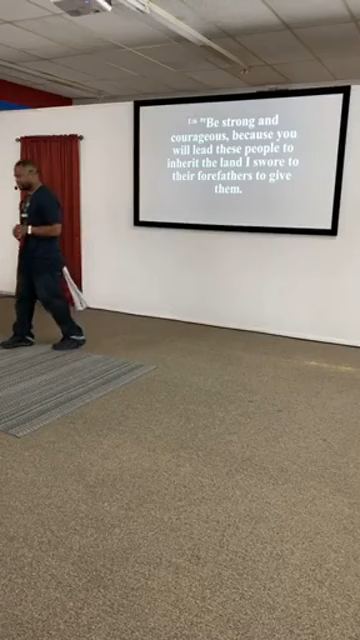 "Be strong and
courageous, because you
will lead these people to
inherit the land I swore to
their forefathers to give
them.